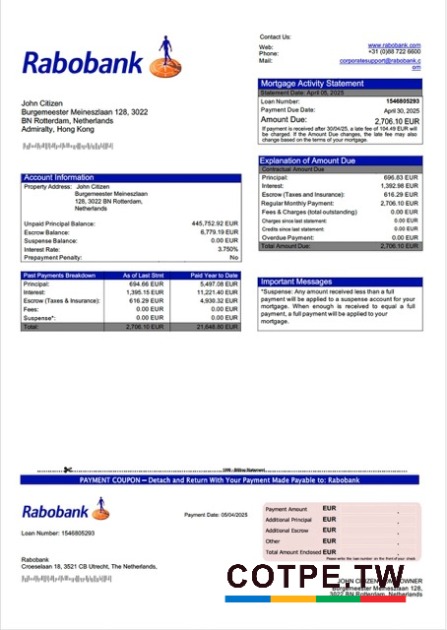 Contact Us:
Web: www.rabobank.com
Phone: +31 (0)88 722 6600
Mail: corporatesupport@rabobank.c
om
Rabobank
Mortgage Activity Statement
Statement Date: April 08, 2025
Loan Number: 1546805293
Payment Due Date: April 30, 2025
Amount Due: 2,706.10 EUR
If payment is received after 30/04/25, a late fee of 104.49 EUR will
be charged. If the Amount Due changes, the late fee may also
change based on the terms of your mortgage.
John Citizen
Burgemeester Meineszlaan 128, 3022
BN Rotterdam, Netherlands
Admiralty, Hong Kong
Explanation of Amount Due
Contractual Amount Due
Principal: 696.83 EUR
Interest: 1,392.98 EUR
Escrow (Taxes and Insurance): 616.29 EUR
Regular Monthly Payment: 2,706.10 EUR
Fees & Charges (total outstanding): 0.00 EUR
Charges since last statement: 0.00 EUR
Credits since last statement: 0.00 EUR
Overdue Payment: 0.00 EUR
Total Amount Due: 2,706.10 EUR
Account Information
Property Address: John Citizen
Burgemeester Meineszlaan
128, 3022 BN Rotterdam,
Netherlands
Unpaid Principal Balance: 445,752.92 EUR
Escrow Balance: 6,779.19 EUR
Suspense Balance: 0.00 EUR
Interest Rate: 3.750%
Prepayment Penalty: No
Past Payments Breakdown As of Last Stmt Paid Year to Date
Principal: 694.66 EUR 5,497.08 EUR
Interest: 1,395.15 EUR 11,221.40 EUR
Escrow (Taxes & Insurance): 616.29 EUR 4,930.32 EUR
Fees: 0.00 EUR 0.00 EUR
Suspense*: 0.00 EUR 0.00 EUR
Total: 2,706.10 EUR 21,648.80 EUR
Important Messages
*Suspense: Any amount received less than a full
payment will be applied to a suspense account for your
mortgage. When enough is received to equal a full
payment, a full payment will be applied to your
mortgage.
PAYMENT COUPON — Detach and Return With Your Payment Made Payable to: Rabobank
Rabobank
Payment Date: 09/04/2025
Loan Number: 1546805293
Payment Amount EUR
Additional Principal EUR
Additional Escrow EUR
Other EUR
Total Amount Enclosed EUR
Rabobank
Croeselaan 18, 3521 CB Utrecht, The Netherlands,
COTPE.TW